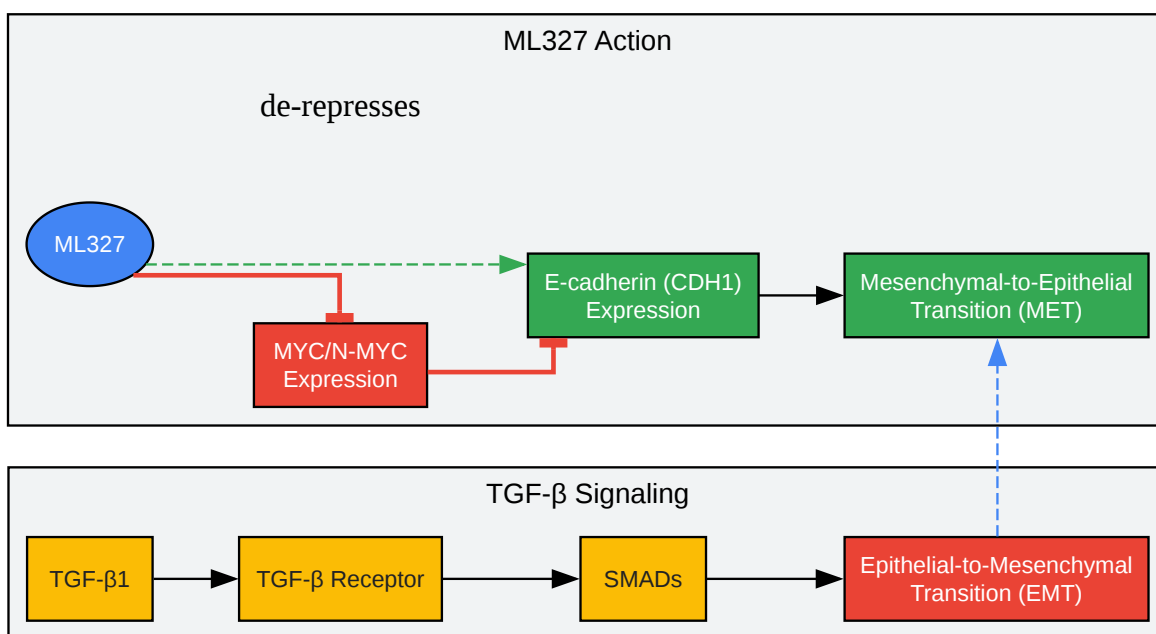 ML327 Action
de-represses
ML327
E-cadherin (CDH1)
Expression
Mesenchymal-to-Epithelial
Transition (MET)
MYC/N-MYC
Expression
TGF-β Signaling
TGF-β1
TGF-β Receptor
SMADs
Epithelial-to-Mesenchymal
Transition (EMT)